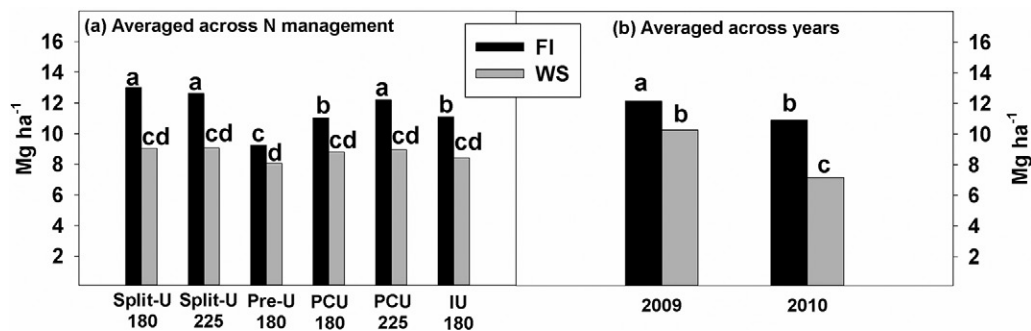 (a) Averaged across N management
(b) Averaged across years
FI
WS
Mg ha-1
16
14
12
10
8
6
4
2
a
cd
a
cd
c
d
b
cd
a
cd
b
cd
Split-U
180
Split-U
225
Pre-U
180
PCU
180
PCU
225
IU
180
a
b
b
c
2009
2010
16
14
12
10
8
6
4
2
Mg ha-1